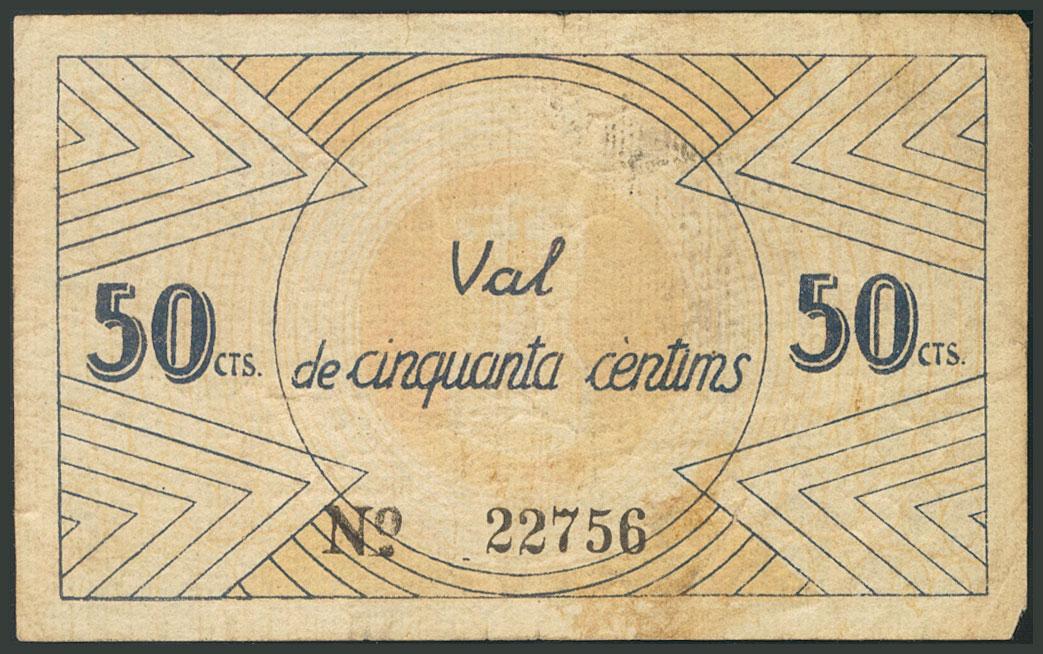 Val
50 CTS. de cinquanta cèntims 50 CTS.
Nº 22756